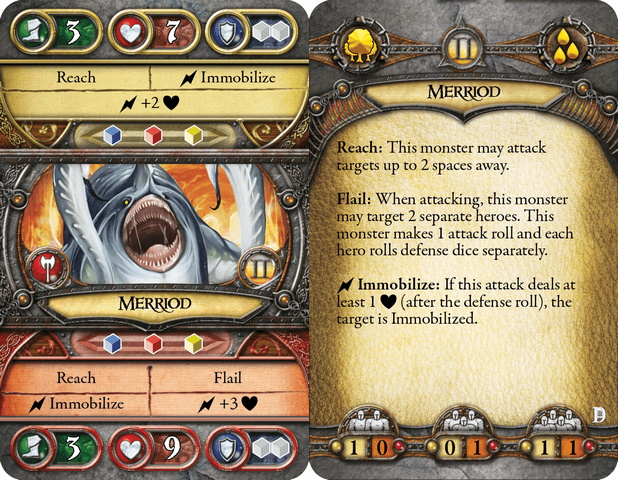 3 7
Reach Immobilize
+2
II
MERRIOD
Reach Flail
Immobilize +3
3 9
II
MERRIOD
Reach: This monster may attack
targets up to 2 spaces away.
Flail: When attacking, this monster
may target 2 separate heroes. This
monster makes 1 attack roll and each
hero rolls defense dice separately.
Immobilize: If this attack deals at
least 1 (after the defense roll), the
target is Immobilized.
D
1 0 0 1 1 1